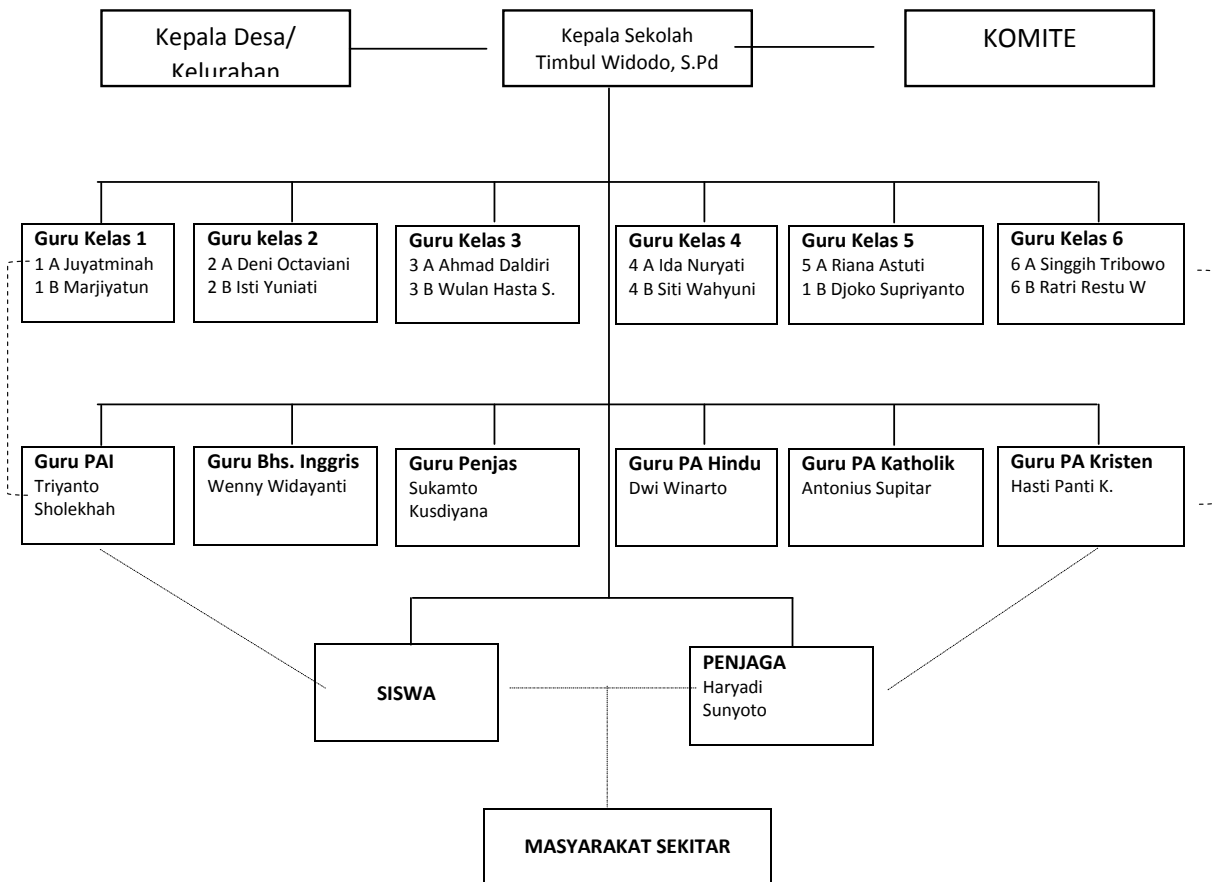 Kepala Desa/
Kelurahan
Kepala Sekolah
Timbul Widodo, S.Pd
KOMITE
Guru Kelas 1
1 A Juyatminah
1 B Marjiyatun
Guru kelas 2
2 A Deni Octaviani
2 B Isti Yuniati
Guru Kelas 3
3 A Ahmad Daldiri
3 B Wulan Hasta S.
Guru Kelas 4
4 A Ida Nuryati
4 B Siti Wahyuni
Guru Kelas 5
5 A Riana Astuti
1 B Djoko Supriyanto
Guru Kelas 6
6 A Singgih Tribowo
6 B Ratri Restu W
Guru PAI
Triyanto
Sholekhah
Guru Bhs. Inggris
Wenny Widayanti
Guru Penjas
Sukamto
Kusdiyana
Guru PA Hindu
Dwi Winarto
Guru PA Katholik
Antonius Supitar
Guru PA Kristen
Hasti Panti K.
SISWA
PENJAGA
Haryadi
Sunyoto
MASYARAKAT SEKITAR